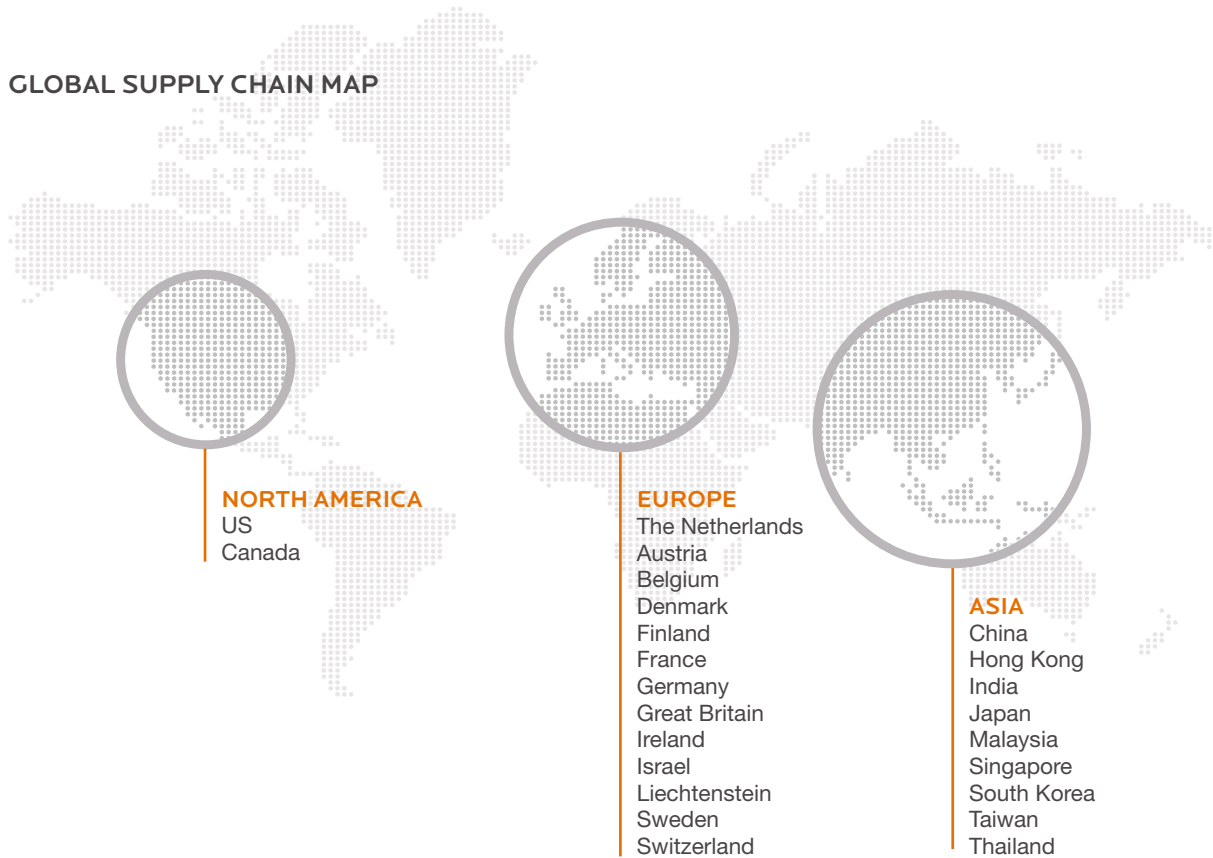 GLOBAL SUPPLY CHAIN MAP
NORTH AMERICA
US
Canada
EUROPE
The Netherlands
Austria
Belgium
Denmark
Finland
France
Germany
Great Britain
Ireland
Israel
Liechtenstein
Sweden
Switzerland
ASIA
China
Hong Kong
India
Japan
Malaysia
Singapore
South Korea
Taiwan
Thailand